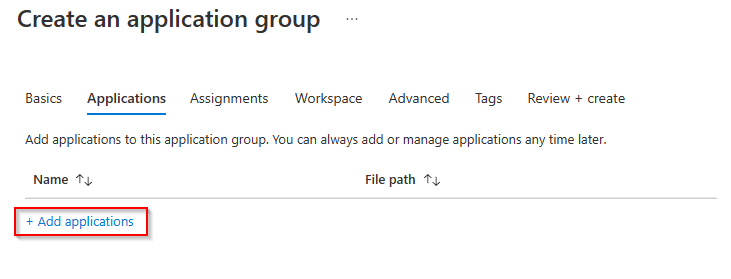 Create an application group ...
Basics Applications Assignments Workspace Advanced Tags Review + create
Add applications to this application group. You can always add or manage applications any time later.
Name ↑↓ File path ↑↓
+ Add applications